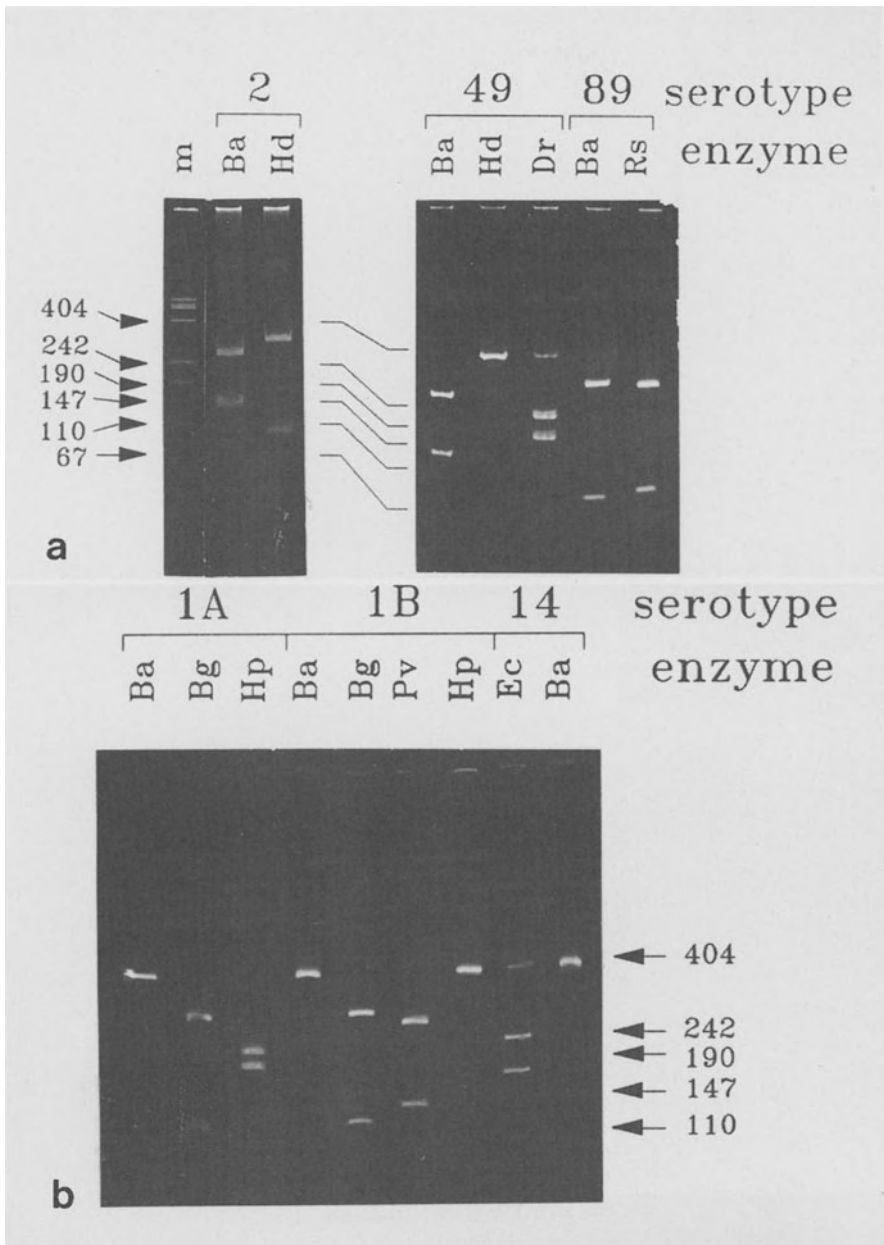 2 49 89 serotype
m Ba Hd Ba Hd Dr Ba Rs enzyme
404
242
190
147
110
67
a
1A 1B 14 serotype
Ba Bg Hp Ba Bg Pv Hp Ec Ba enzyme
404
242
190
147
110
b